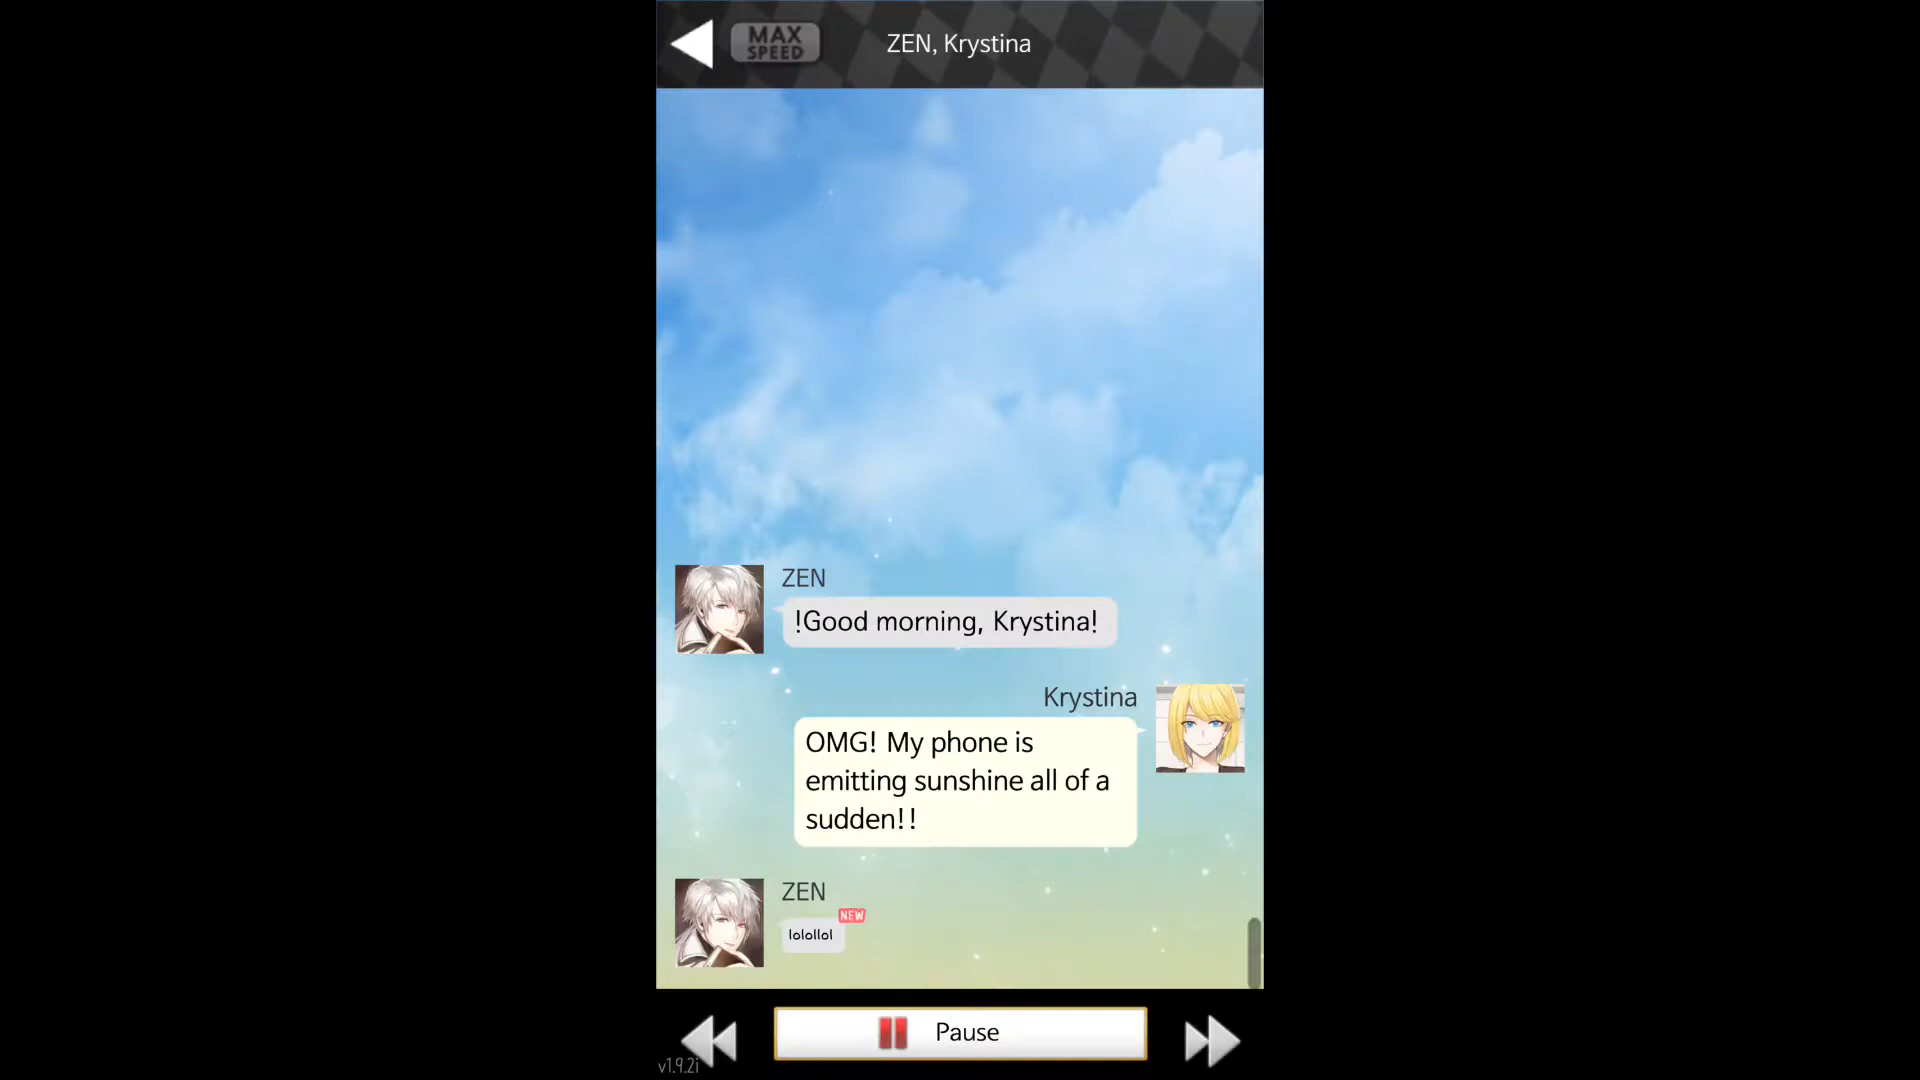 MAX
SPEED
ZEN, Krystina
ZEN
!Good morning, Krystina!
Krystina
OMG! My phone is
emitting sunshine all of a
sudden!!
ZEN
NEW
lolollol
Pause
v1.9.2i